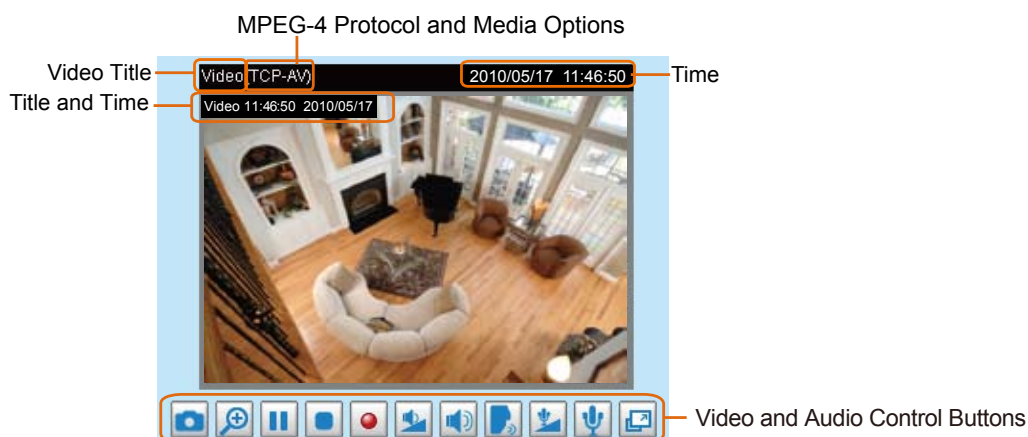 MPEG-4 Protocol and Media Options
Video Title
Video(TCP-AV)
2010/05/17 11:46:50
Time
Title and Time
Video 11:46:50 2010/05/17
Video and Audio Control Buttons